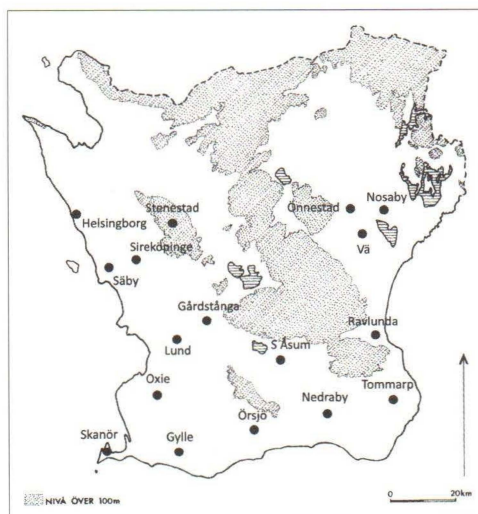 Stenestad
Önnestad
Nosaby
Helsingborg
Vä
Sireköpinge
Säby
Gårdstånga
Ravlunda
Lund
S Åsum
Oxie
Tommarp
Nedraby
Örsjö
Skanör
Gylle
NIVÅ ÖVER 100m
0 20km